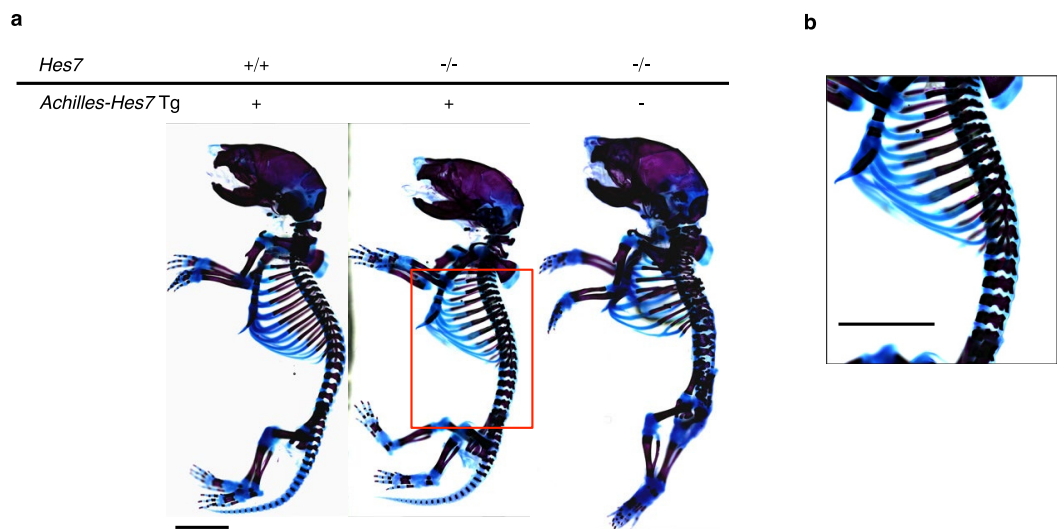 a
b
Hes7 +/+ -/- -/-
Achilles-Hes7 Tg + + -